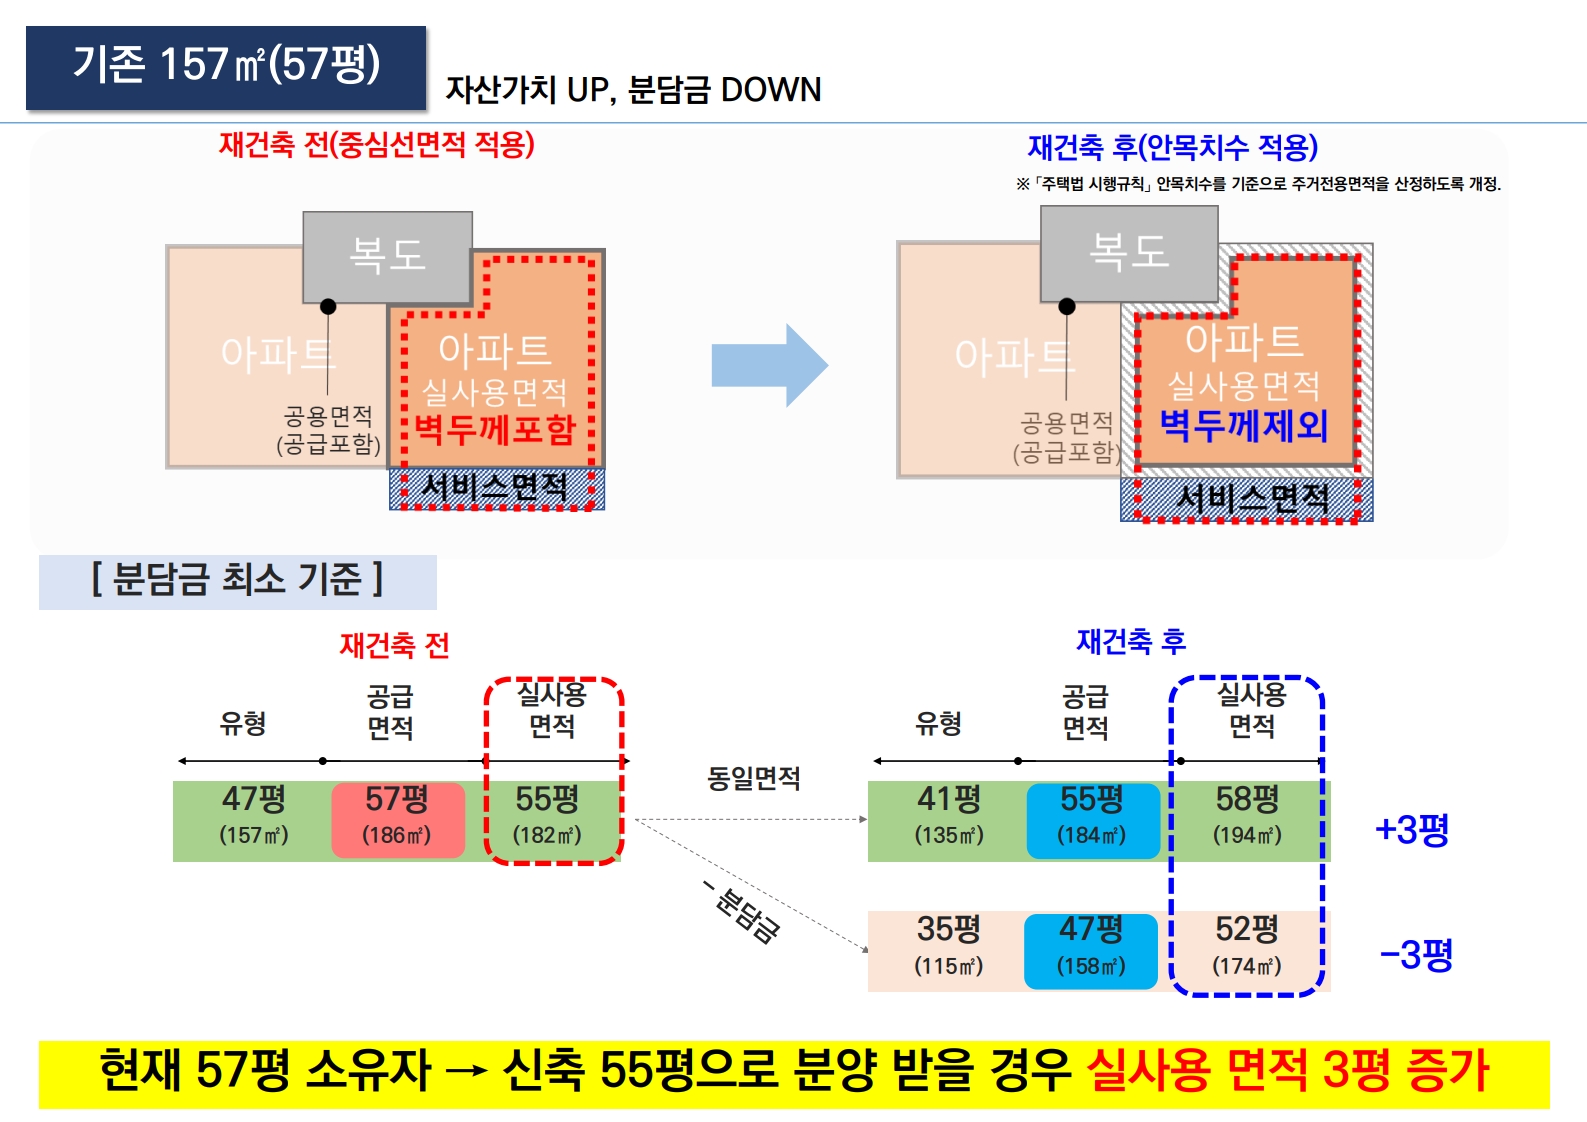 기존 157㎡(57평)
자산가치 UP, 분담금 DOWN
재건축 전(중심선면적 적용)
복도
아파트
공용면적
(공급포함)
아파트
실사용면적
벽두께포함
서비스면적
재건축 후(안목치수 적용)
※ 「주택법 시행규칙」 안목치수를 기준으로 주거전용면적을 산정하도록 개정.
복도
아파트
공용면적
(공급포함)
아파트
실사용면적
벽두께제외
서비스면적
[ 분담금 최소 기준 ]
재건축 전
유형
공급
면적
실사용
면적
47평
(157㎡)
57평
(186㎡)
55평
(182㎡)
동일면적
– 분담금
재건축 후
유형
공급
면적
실사용
면적
41평
(135㎡)
55평
(184㎡)
58평
(194㎡)
+3평
35평
(115㎡)
47평
(158㎡)
52평
(174㎡)
−3평
현재 57평 소유자 → 신축 55평으로 분양 받을 경우 실사용 면적 3평 증가